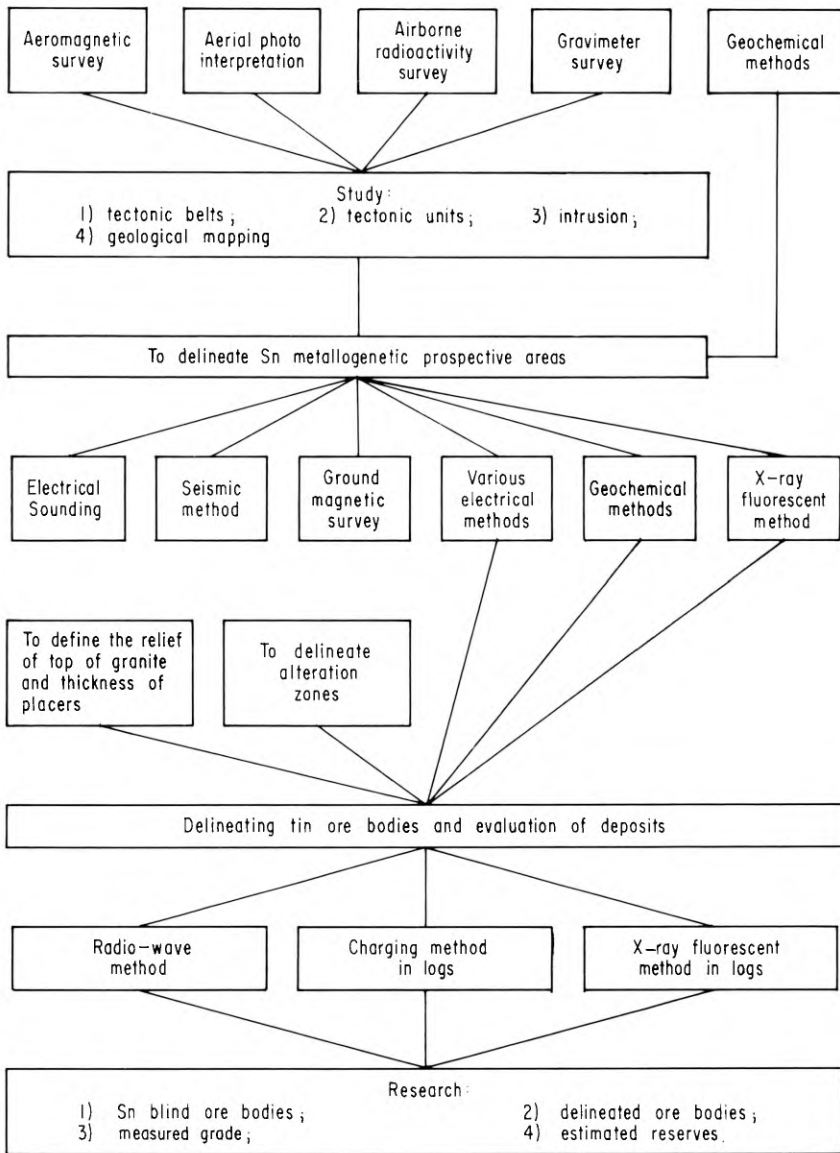 Aeromagnetic
survey
Aerial photo
interpretation
Airborne
radioactivity
survey
Gravimeter
survey
Geochemical
methods
Study:
1) tectonic belts; 2) tectonic units; 3) intrusion;
4) geological mapping
To delineate Sn metallogenetic prospective areas
Electrical
Sounding
Seismic
method
Ground
magnetic
survey
Various
electrical
methods
Geochemical
methods
X-ray
fluorescent
method
To define the relief
of top of granite
and thickness of
placers
To delineate
alteration
zones
Delineating tin ore bodies and evaluation of deposits
Radio-wave
method
Charging method
in logs
X-ray fluorescent
method in logs
Research:
1) Sn blind ore bodies; 2) delineated ore bodies;
3) measured grade; 4) estimated reserves.